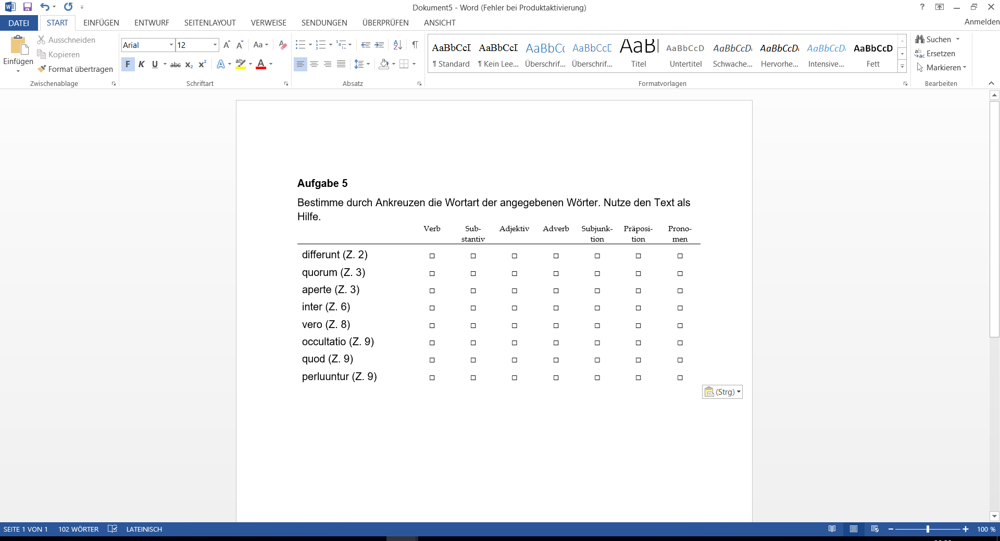 Dokument5 - Word (Fehler bei Produktaktivierung)
DATEI START EINFÜGEN ENTWURF SEITENLAYOUT VERWEISE SENDUNGEN ÜBERPRÜFEN ANSICHT Anmelden
Einfügen
Ausschneiden
Kopieren
Format übertragen
Zwischenablage
Arial 12
F K U abc x₂ x²
Schriftart
Absatz
AaBbCcI AaBbCcI AaBbCc AaBbCcD AaB AaBbCcD AaBbCcD AaBbCcD AaBbCcD AaBbCcD
¶ Standard ¶ Kein Lee... Überschrif... Überschrif... Titel Untertitel Schwache... Hervorhe... Intensive... Fett
Formatvorlagen
Suchen
Ersetzen
Markieren
Bearbeiten
Aufgabe 5
Bestimme durch Ankreuzen die Wortart der angegebenen Wörter. Nutze den Text als
Hilfe.
Verb Sub- Adjektiv Adverb Subjunk- Präposi- Prono-
stantiv tion tion men
differunt (Z. 2) □ □ □ □ □ □ □
quorum (Z. 3) □ □ □ □ □ □ □
aperte (Z. 3) □ □ □ □ □ □ □
inter (Z. 6) □ □ □ □ □ □ □
vero (Z. 8) □ □ □ □ □ □ □
occultatio (Z. 9) □ □ □ □ □ □ □
quod (Z. 9) □ □ □ □ □ □ □
perluuntur (Z. 9) □ □ □ □ □ □ □
(Strg)
SEITE 1 VON 1 102 WÖRTER LATEINISCH 100 %